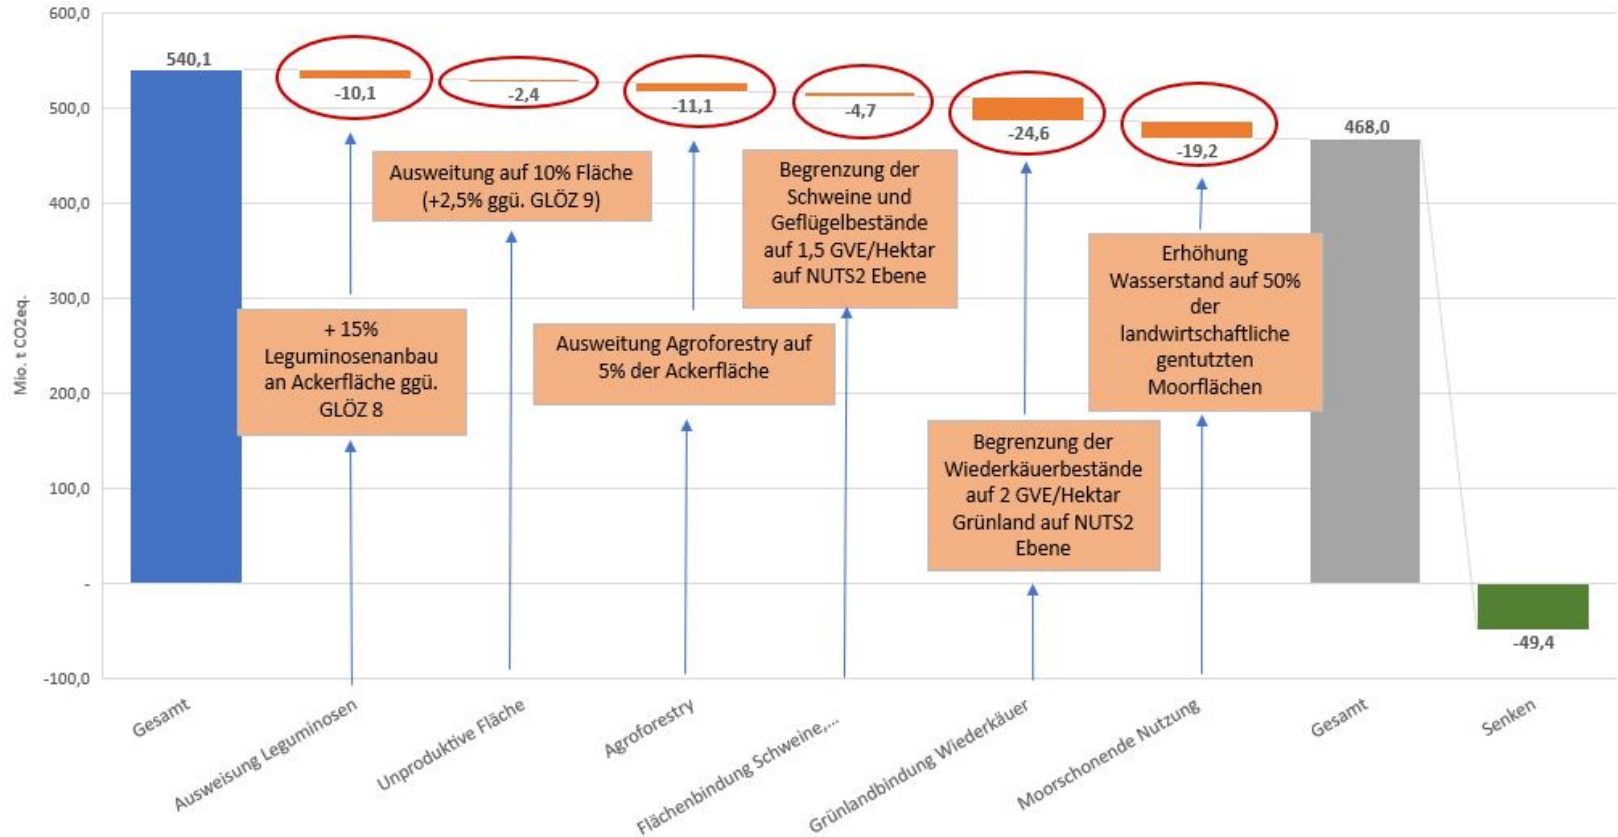 600,0
500,0
400,0
300,0
200,0
100,0
-
-100,0
Mio. t CO2eq.
540,1
-10,1
-2,4
-11,1
-4,7
-24,6
-19,2
468,0
-49,4
+ 15%
Leguminosenanbau
an Ackerfläche ggü.
GLÖZ 8
Ausweitung auf 10% Fläche
(+2,5% ggü. GLÖZ 9)
Ausweitung Agroforestry auf
5% der Ackerfläche
Begrenzung der
Schweine und
Geflügelbestände
auf 1,5 GVE/Hektar
auf NUTS2 Ebene
Begrenzung der
Wiederkäuerbestände
auf 2 GVE/Hektar
Grünland auf NUTS2
Ebene
Erhöhung
Wasserstand auf 50%
der
landwirtschaftliche
gentutzten
Moorflächen
Gesamt
Ausweisung Leguminosen
Unproduktive Fläche
Agroforestry
Flächenbindung Schweine,...
Grünlandbindung Wiederkäuer
Moorschonende Nutzung
Gesamt
Senken